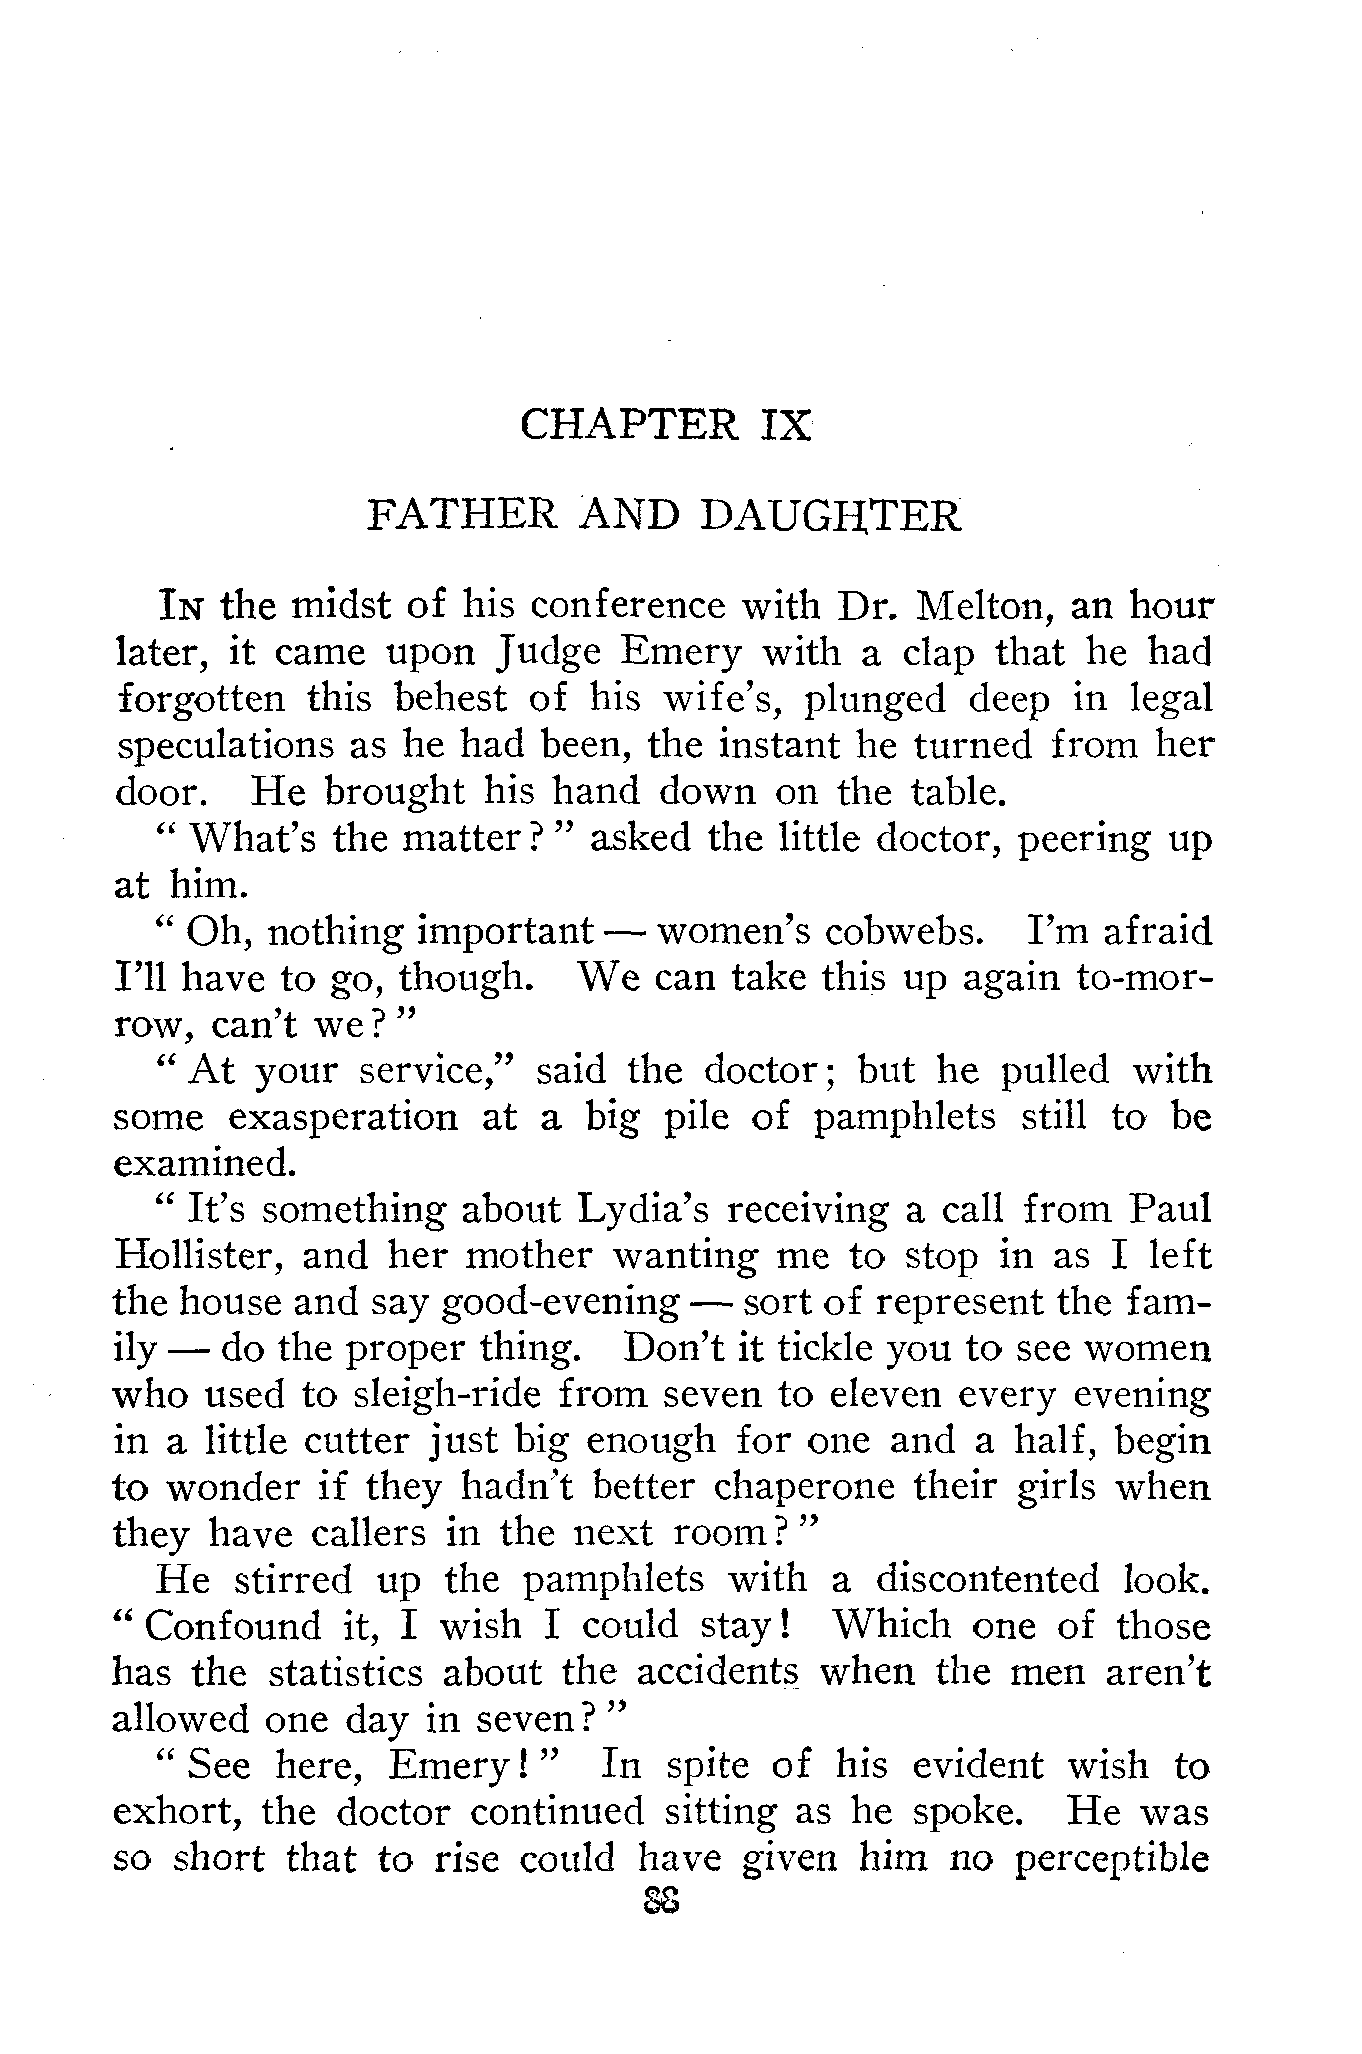 CHAPTER IX
FATHER AND DAUGHTER
In the midst of his conference with Dr. Melton, an hour
later, it came upon Judge Emery with a clap that he had
forgotten this behest of his wife's, plunged deep in legal
speculations as he had been, the instant he turned from her
door. He brought his hand down on the table.
"What's the matter?" asked the little doctor, peering up
at him.
"Oh, nothing important — women's cobwebs. I'm afraid
I'll have to go, though. We can take this up again to-mor-
row, can't we?"
"At your service," said the doctor; but he pulled with
some exasperation at a big pile of pamphlets still to be
examined.
"It's something about Lydia's receiving a call from Paul
Hollister, and her mother wanting me to stop in as I left
the house and say good-evening — sort of represent the fam-
ily — do the proper thing. Don't it tickle you to see women
who used to sleigh-ride from seven to eleven every evening
in a little cutter just big enough for one and a half, begin
to wonder if they hadn't better chaperone their girls when
they have callers in the next room?"
He stirred up the pamphlets with a discontented look.
"Confound it, I wish I could stay! Which one of those
has the statistics about the accidents when the men aren't
allowed one day in seven?"
"See here, Emery!" In spite of his evident wish to
exhort, the doctor continued sitting as he spoke. He was
so short that to rise could have given him no perceptible
88